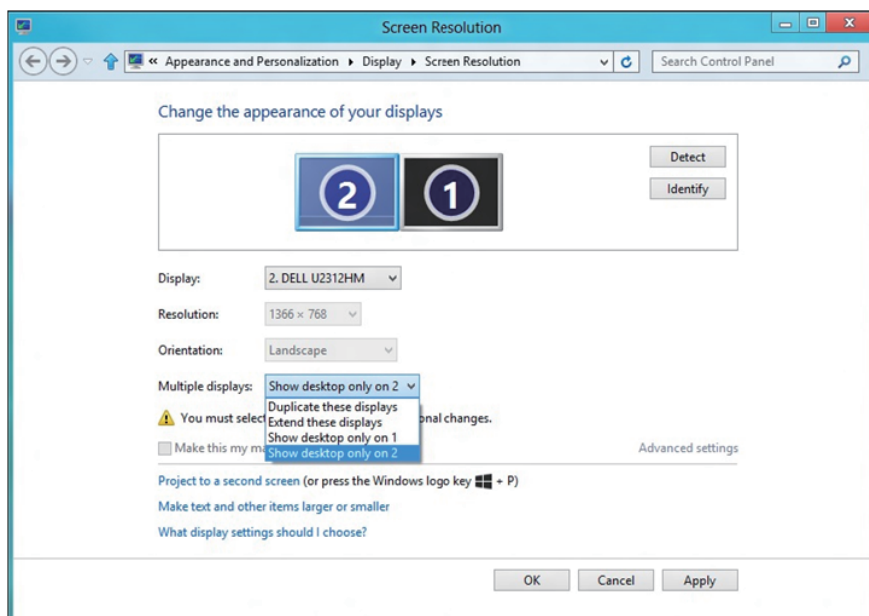 Screen Resolution
« Appearance and Personalization ▸ Display ▸ Screen Resolution
Search Control Panel
Change the appearance of your displays
2
1
Detect
Identify
Display: 2. DELL U2312HM
Resolution: 1366 × 768
Orientation: Landscape
Multiple displays: Show desktop only on 2
Duplicate these displays
Extend these displays
Show desktop only on 1
Show desktop only on 2
You must select onal changes.
Make this my Advanced settings
Project to a second screen (or press the Windows logo key + P)
Make text and other items larger or smaller
What display settings should I choose?
OK Cancel Apply